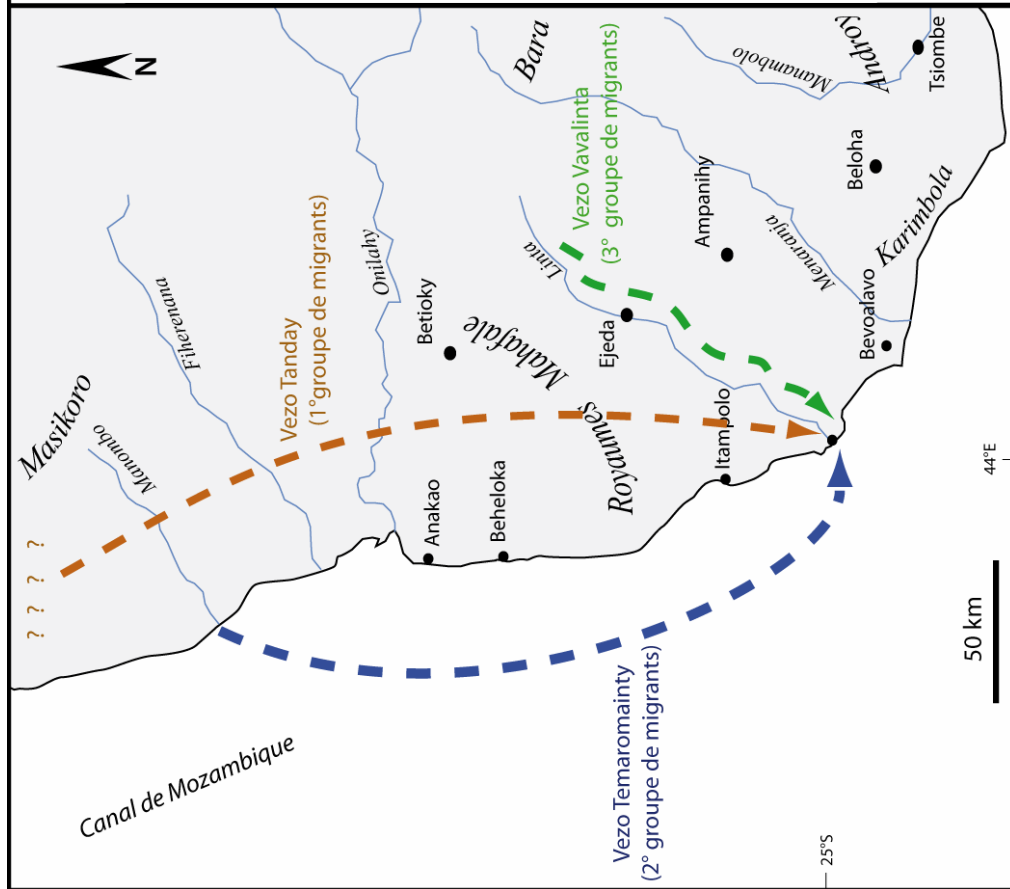 N
Masikoro
Manombo
Fiherenana
Bara
Manambolo
Androy
Tsiombe
? ? ? ?
Vezo Tanday
(1°groupe de migrants)
Onilahy
Vezo Vavalinta
(3° groupe de migrants)
Linta
Betioky
Anakao
Beheloka
Royaumes Mahafale
Ejeda
Ampanihy
Beloha
Menaranja
Karimbola
Itampolo
Bevoalavo
Canal de Mozambique
Vezo Temaromainty
(2° groupe de migrants)
50 km
44°E
25°S